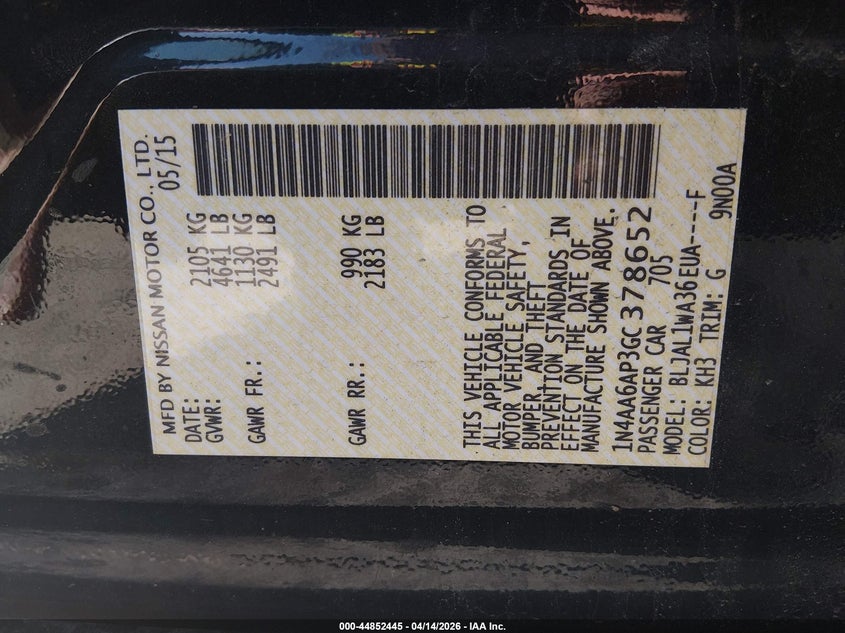 MFD BY NISSAN MOTOR CO., LTD.
DATE: 05/15
GVWR: 2105 KG
4641 LB
GAWR FR.: 1130 KG
2491 LB
GAWR RR.: 990 KG
2183 LB
THIS VEHICLE CONFORMS TO
ALL APPLICABLE FEDERAL
MOTOR VEHICLE SAFETY,
BUMPER, AND THEFT
PREVENTION STANDARDS IN
EFFECT ON THE DATE OF
MANUFACTURE SHOWN ABOVE.
1N4AA6AP3GC378652
PASSENGER CAR 705
MODEL: BLJALJWA36EUA----F
COLOR: KH3 TRIM: G 9N00A
000-44852445 - 04/14/2026 - IAA Inc.